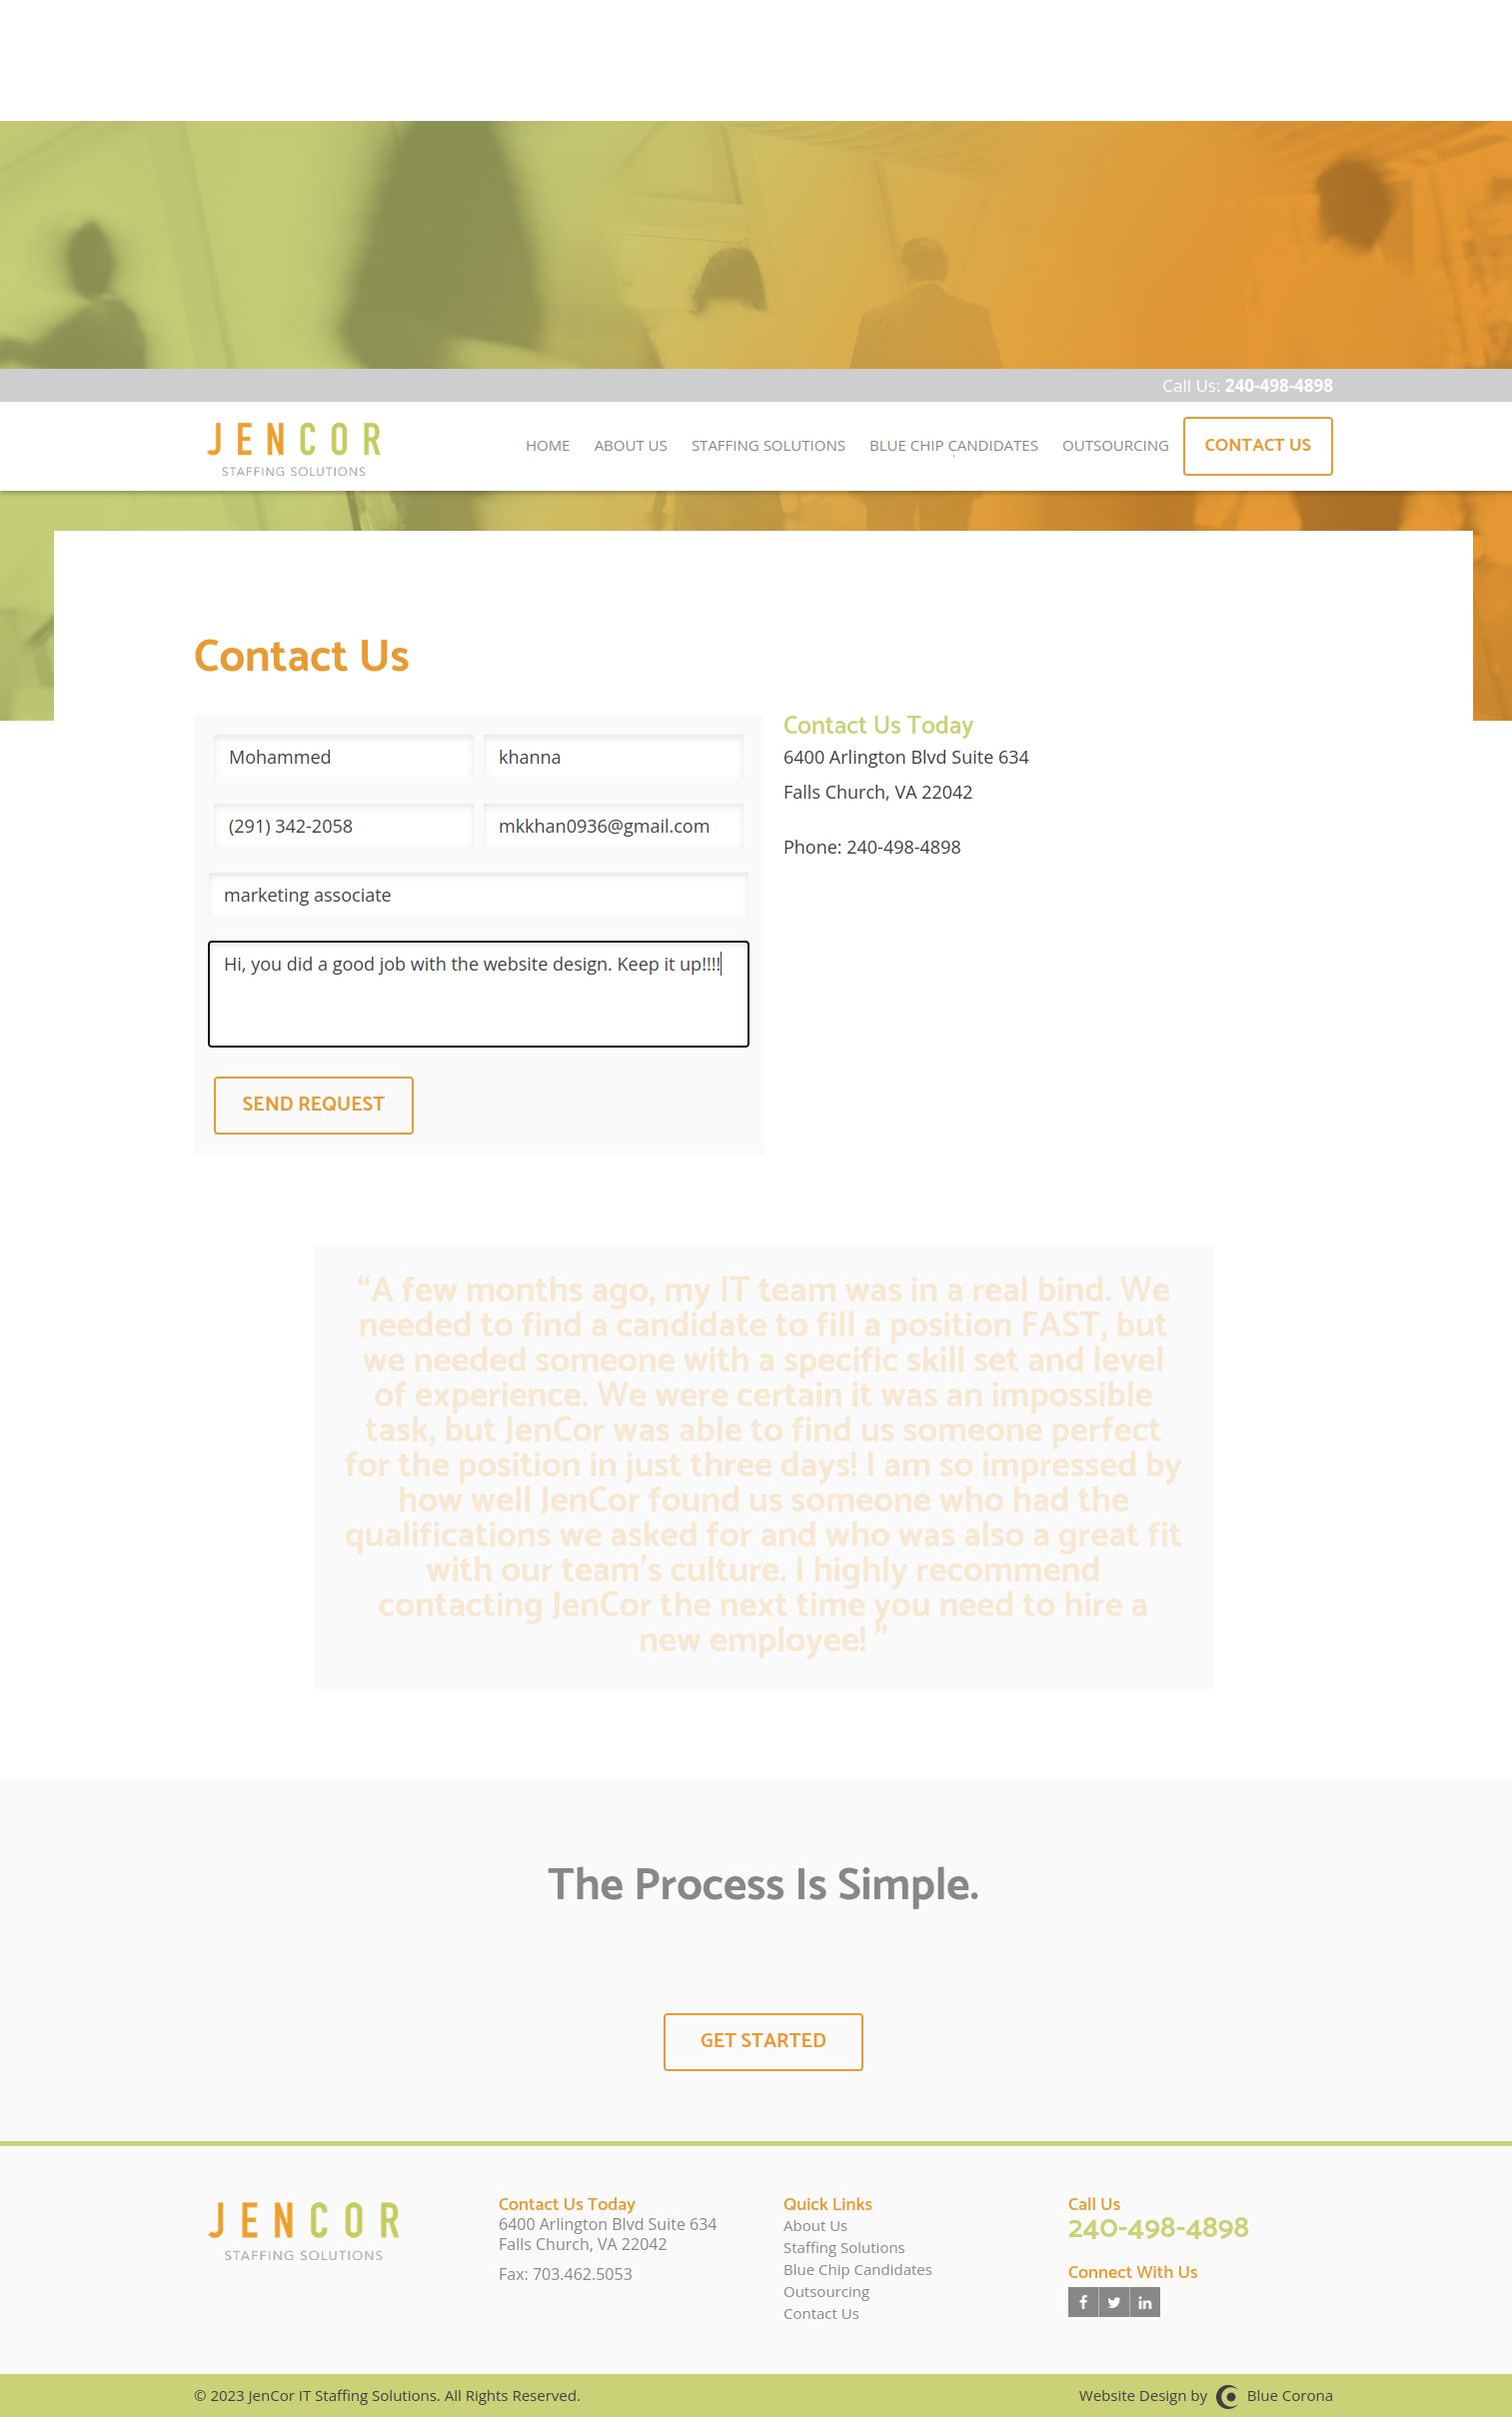 Call Us: 240-498-4898
JENCOR
STAFFING SOLUTIONS
HOME ABOUT US STAFFING SOLUTIONS BLUE CHIP CANDIDATES OUTSOURCING CONTACT US
Contact Us
Mohammed khanna
(291) 342-2058 mkkhan0936@gmail.com
marketing associate
Hi, you did a good job with the website design. Keep it up!!!!
SEND REQUEST
Contact Us Today
6400 Arlington Blvd Suite 634
Falls Church, VA 22042
Phone: 240-498-4898
“A few months ago, my IT team was in a real bind. We
needed to find a candidate to fill a position FAST, but
we needed someone with a specific skill set and level
of experience. We were certain it was an impossible
task, but JenCor was able to find us someone perfect
for the position in just three days! I am so impressed by
how well JenCor found us someone who had the
qualifications we asked for and who was also a great fit
with our team’s culture. I highly recommend
contacting JenCor the next time you need to hire a
new employee! ”
The Process Is Simple.
GET STARTED
JENCOR
STAFFING SOLUTIONS
Contact Us Today
6400 Arlington Blvd Suite 634
Falls Church, VA 22042
Fax: 703.462.5053
Quick Links
About Us
Staffing Solutions
Blue Chip Candidates
Outsourcing
Contact Us
Call Us
240-498-4898
Connect With Us
© 2023 JenCor IT Staffing Solutions. All Rights Reserved.
Website Design by Blue Corona